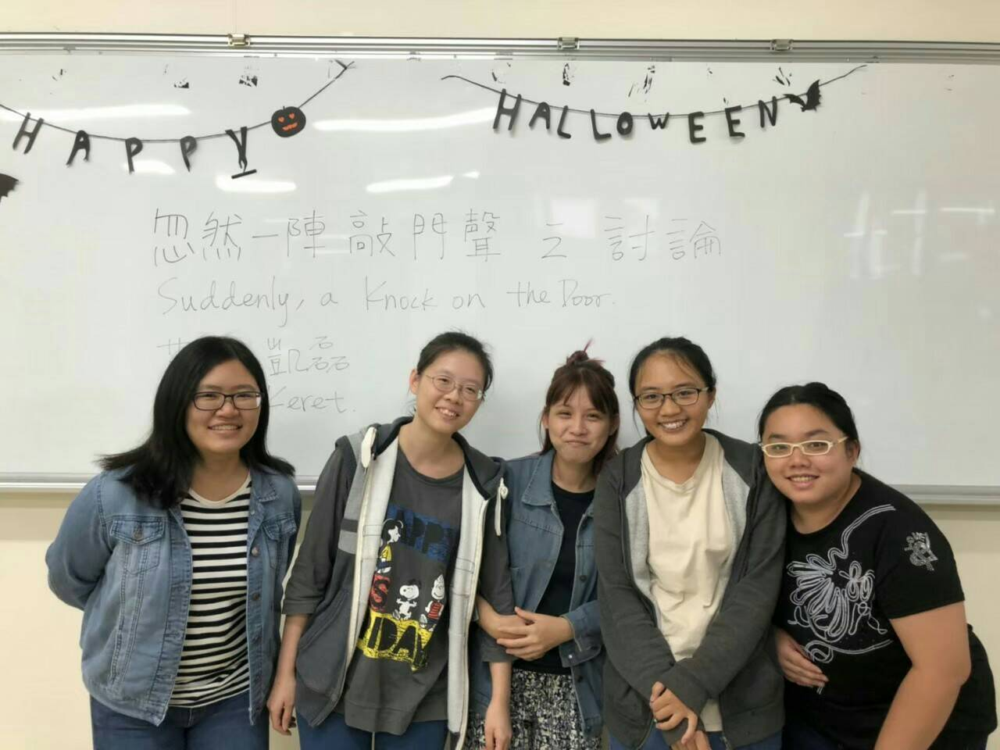 HAPPY HALLOWEEN
忽然一陣敲門聲 之 討論
Suddenly, a Knock on the Door.
凱磊
Keret.